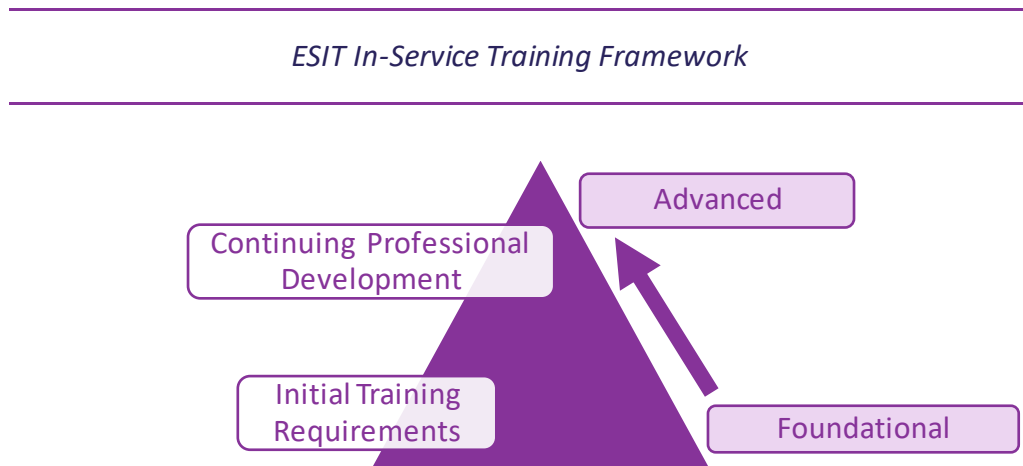 ESIT In-Service Training Framework
Advanced
Continuing Professional
Development
Initial Training
Requirements
Foundational